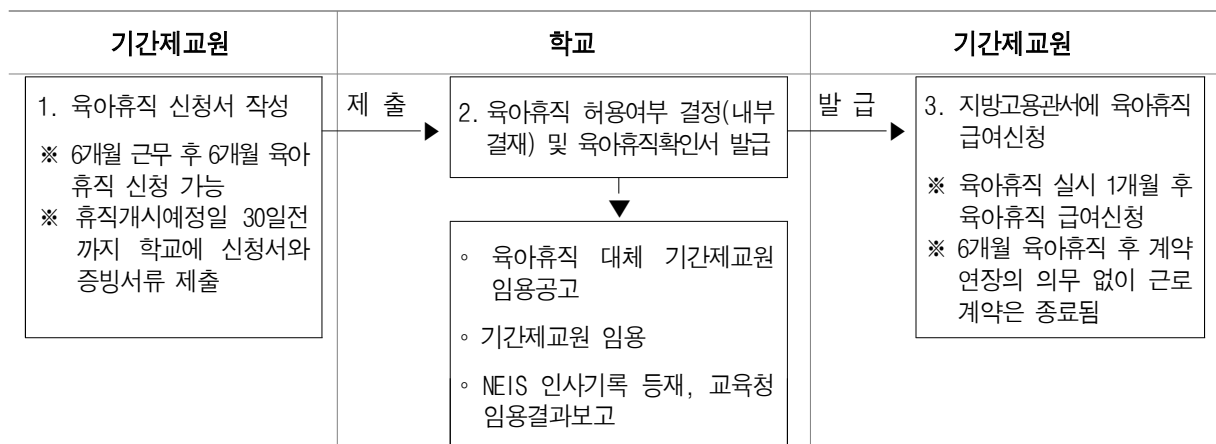 기간제교원
학교
기간제교원
1. 육아휴직 신청서 작성
※ 6개월 근무 후 6개월 육아
휴직 신청 가능
※ 휴직개시예정일 30일전
까지 학교에 신청서와
증빙서류 제출
제 출
2. 육아휴직 허용여부 결정(내부
결재) 및 육아휴직확인서 발급
◦ 육아휴직 대체 기간제교원
임용공고
◦ 기간제교원 임용
◦ NEIS 인사기록 등재, 교육청
임용결과보고
발 급
3. 지방고용관서에 육아휴직
급여신청
※ 육아휴직 실시 1개월 후
육아휴직 급여신청
※ 6개월 육아휴직 후 계약
연장의 의무 없이 근로
계약은 종료됨